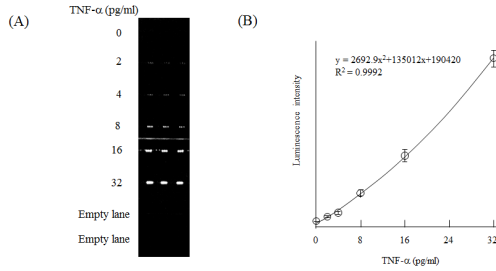 (A)
TNF-α (pg/ml)
0
2
4
8
16
32
Empty lane
Empty lane
(B)
y = 2692.9x²+135012x+190420
R² = 0.9992
Luminescence intensity
0 8 16 24 32
TNF-α (pg/ml)